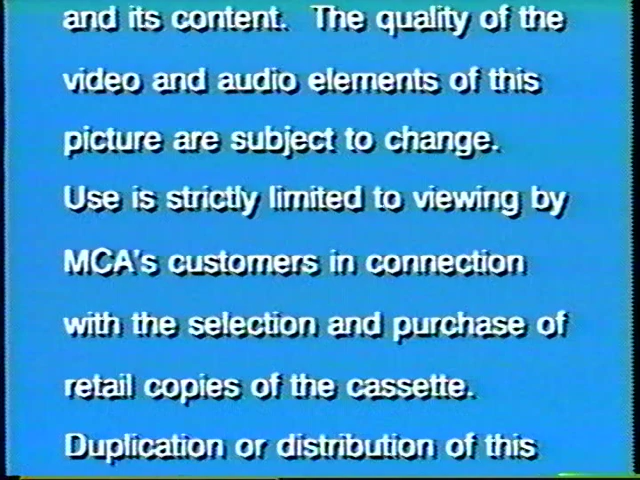 and its content. The quality of the
video and audio elements of this
picture are subject to change.
Use is strictly limited to viewing by
MCA's customers in connection
with the selection and purchase of
retail copies of the cassette.
Duplication or distribution of this